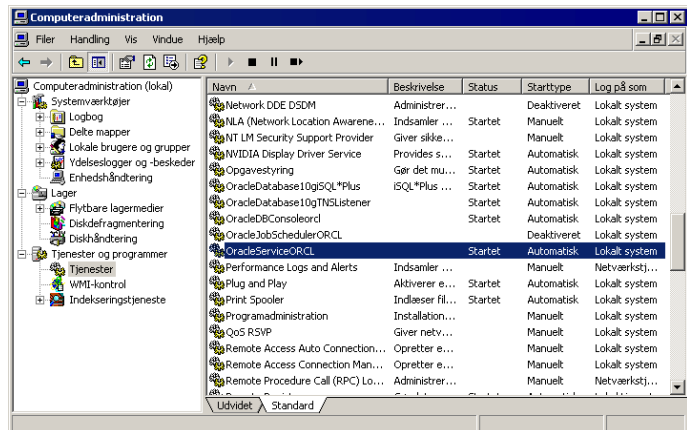 Computeradministration
Filer Handling Vis Vindue Hjælp
Computeradministration (lokal)
Systemværktøjer
Logbog
Delte mapper
Lokale brugere og grupper
Ydelseslogger og -beskeder
Enhedshåndtering
Lager
Flytbare lagermedier
Diskdefragmentering
Diskhåndtering
Tjenester og programmer
Tjenester
WMI-kontrol
Indekseringstjeneste
Navn Beskrivelse Status Starttype Log på som
Network DDE DSDM Administrer... Deaktiveret Lokalt system
NLA (Network Location Awarene... Indsamler ... Startet Manuelt Lokalt system
NT LM Security Support Provider Giver sikke... Manuelt Lokalt system
NVIDIA Display Driver Service Provides s... Startet Automatisk Lokalt system
Opgavestyring Gør det mu... Startet Automatisk Lokalt system
OracleDatabase10giSQL*Plus iSQL*Plus ... Startet Automatisk Lokalt system
OracleDatabase10gTNSListener Startet Automatisk Lokalt system
OracleDBConsoleorcl Startet Automatisk Lokalt system
OracleJobSchedulerORCL Deaktiveret Lokalt system
OracleServiceORCL Startet Automatisk Lokalt system
Performance Logs and Alerts Indsamler ... Manuelt Netværkstj...
Plug and Play Aktiverer e... Startet Automatisk Lokalt system
Print Spooler Indlæser fil... Startet Automatisk Lokalt system
Programadministration Installation... Manuelt Lokalt system
QoS RSVP Giver netv... Manuelt Lokalt system
Remote Access Auto Connection... Opretter e... Manuelt Lokalt system
Remote Access Connection Man... Opretter e... Manuelt Lokalt system
Remote Procedure Call (RPC) Lo... Administrer... Manuelt Netværkstj...
Udvidet Standard